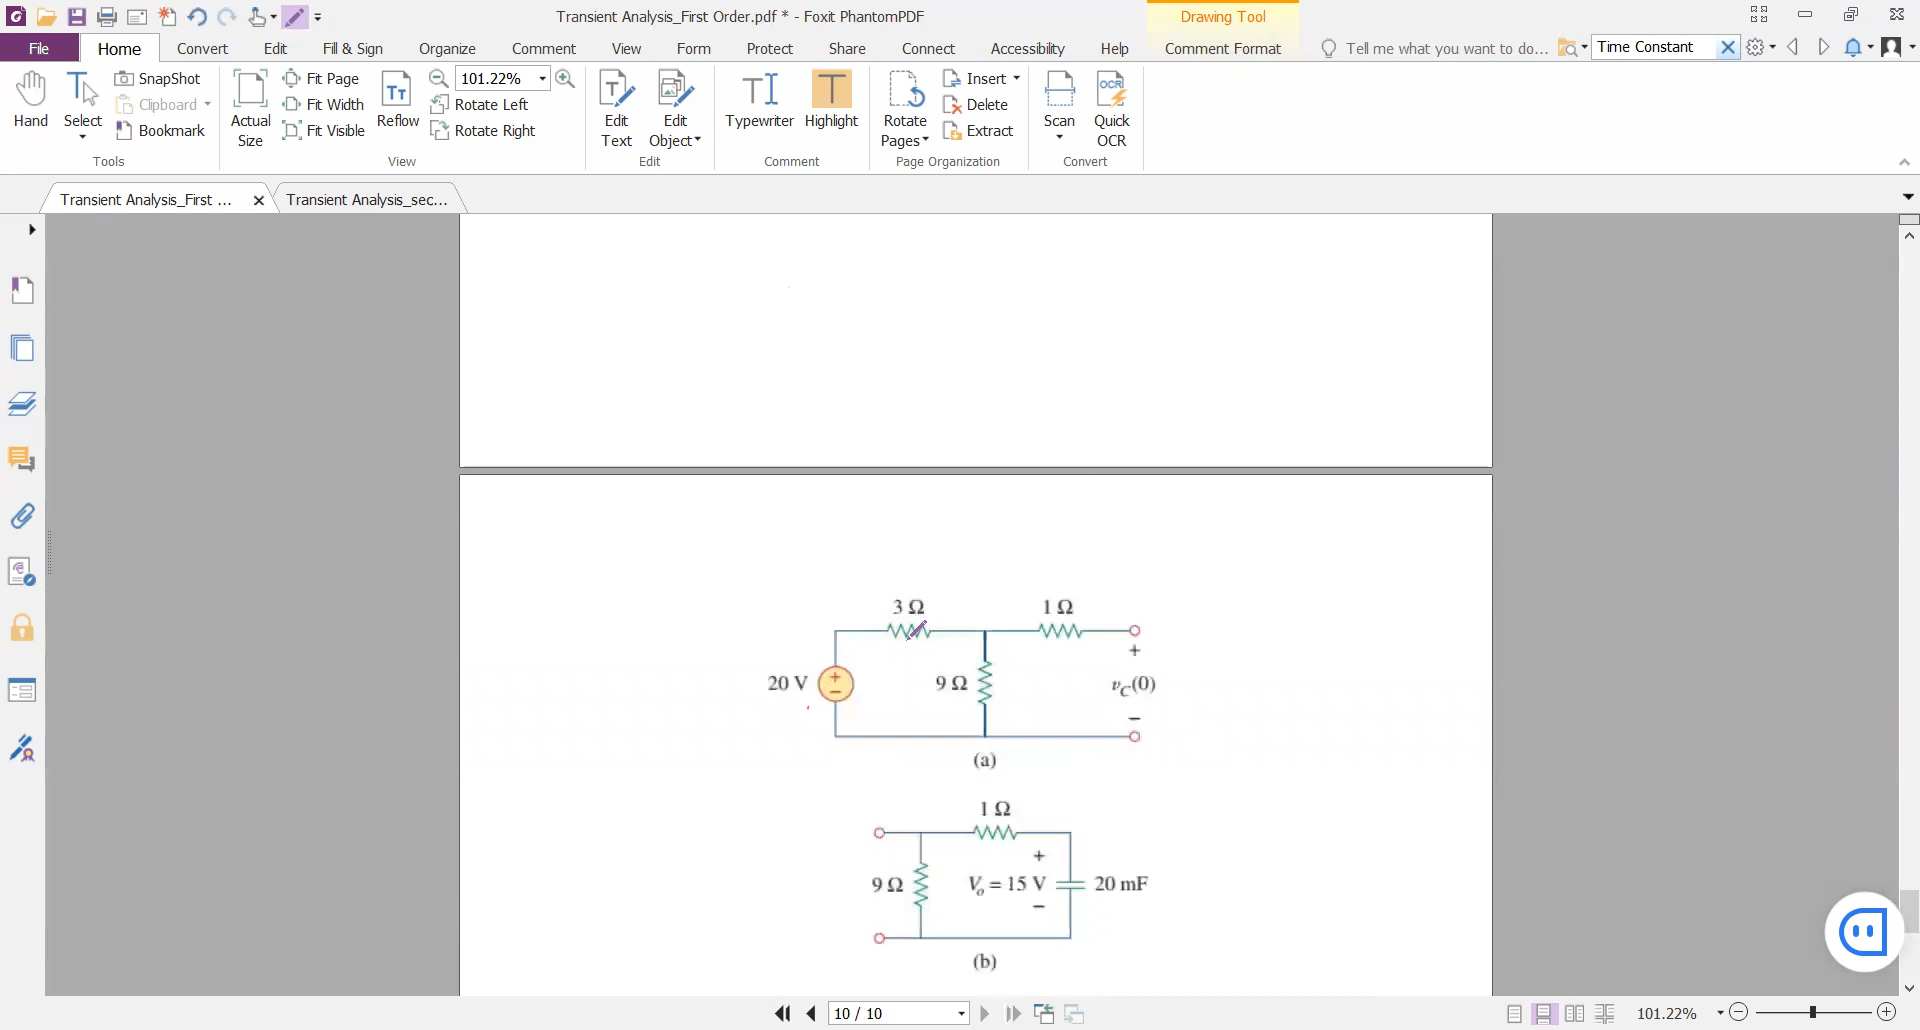 Transient Analysis_First Order.pdf * - Foxit PhantomPDF
Drawing Tool
File Home Convert Edit Fill & Sign Organize Comment View Form Protect Share Connect Accessibility Help Comment Format Tell me what you want to do... Time Constant
Hand
Select
SnapShot
Clipboard
Bookmark
Tools
Actual
Size
Fit Page
Fit Width
Fit Visible
Reflow
101.22%
Rotate Left
Rotate Right
View
Edit
Text
Edit
Object
Edit
Typewriter
Highlight
Comment
Rotate
Pages
Insert
Delete
Extract
Page Organization
Scan
Quick
OCR
Convert
Transient Analysis_First ... Transient Analysis_sec...
3 Ω 1 Ω
+
20 V + − 9 Ω vC(0)
−
(a)
1 Ω
+
9 Ω Vo = 15 V 20 mF
−
(b)
10 / 10 101.22%